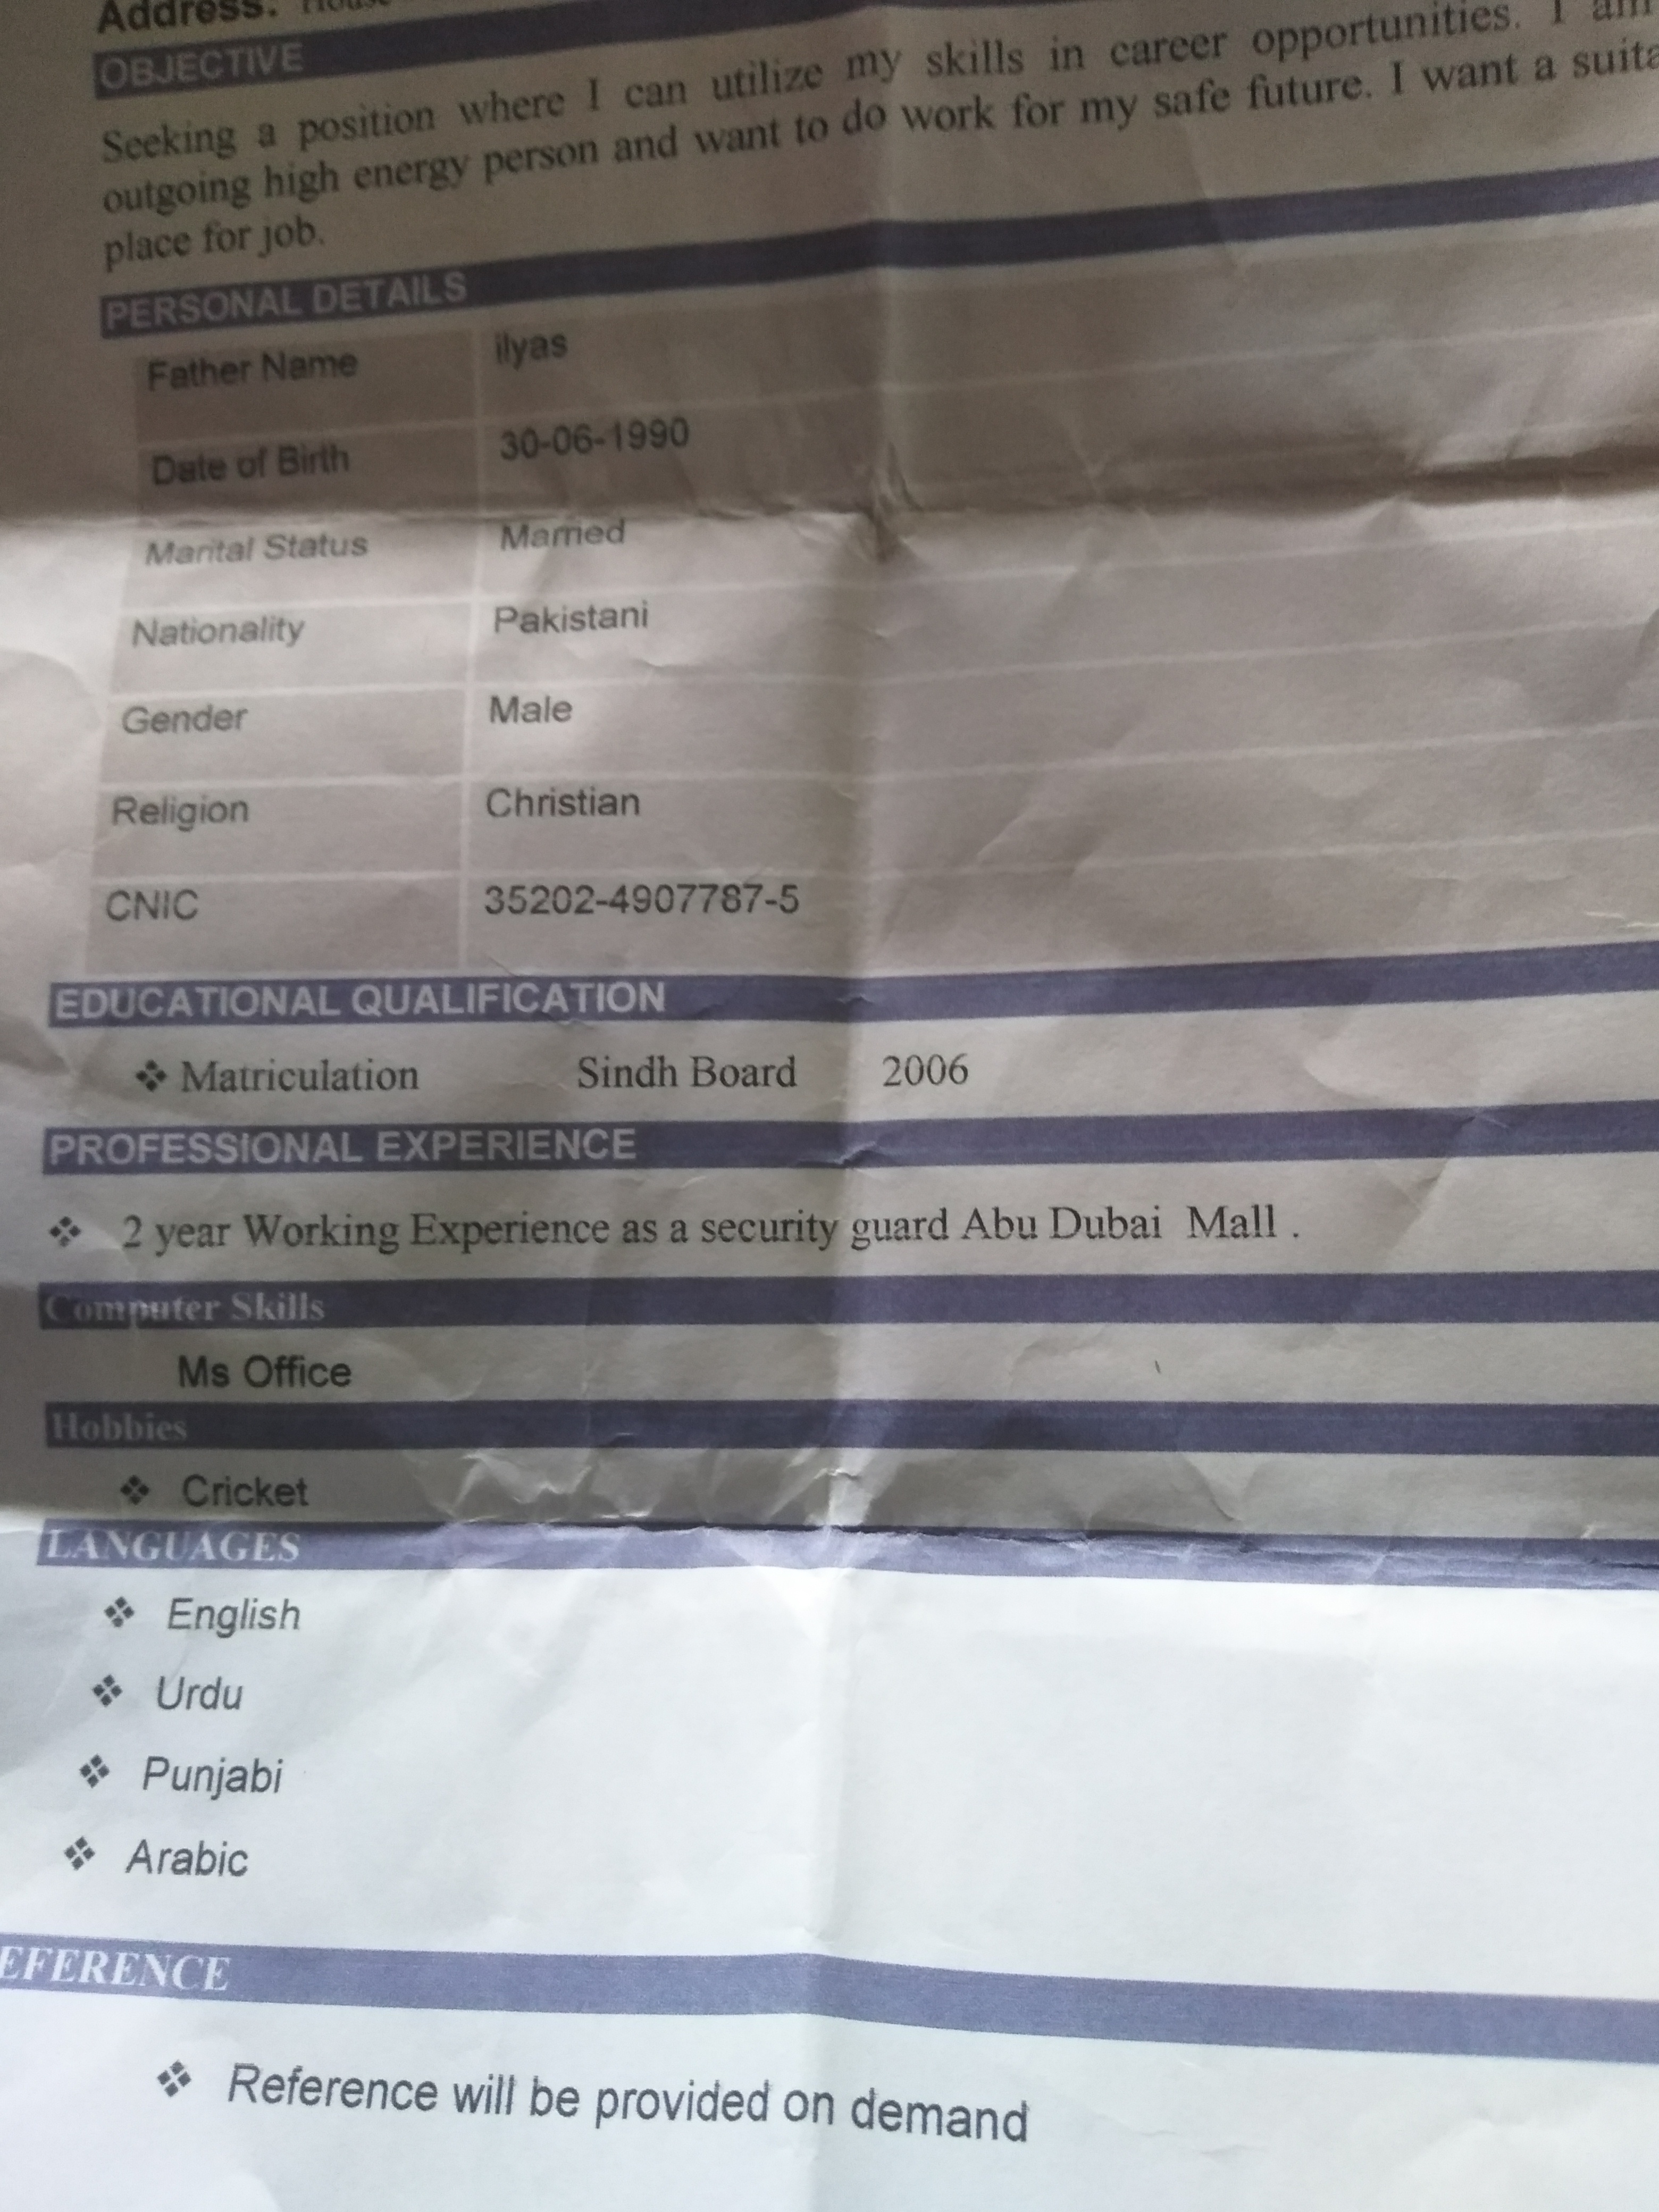 Address: House
OBJECTIVE
Seeking a position where I can utilize my skills in career opportunities. I am
outgoing high energy person and want to do work for my safe future. I want a suita
place for job.
PERSONAL DETAILS
Father Name ilyas
Date of Birth 30-06-1990
Marital Status Married
Nationality Pakistani
Gender Male
Religion Christian
CNIC 35202-4907787-5
EDUCATIONAL QUALIFICATION
❖ Matriculation Sindh Board 2006
PROFESSIONAL EXPERIENCE
❖ 2 year Working Experience as a security guard Abu Dubai Mall .
Computer Skills
Ms Office
Hobbies
❖ Cricket
LANGUAGES
❖ English
❖ Urdu
❖ Punjabi
❖ Arabic
EFERENCE
❖ Reference will be provided on demand